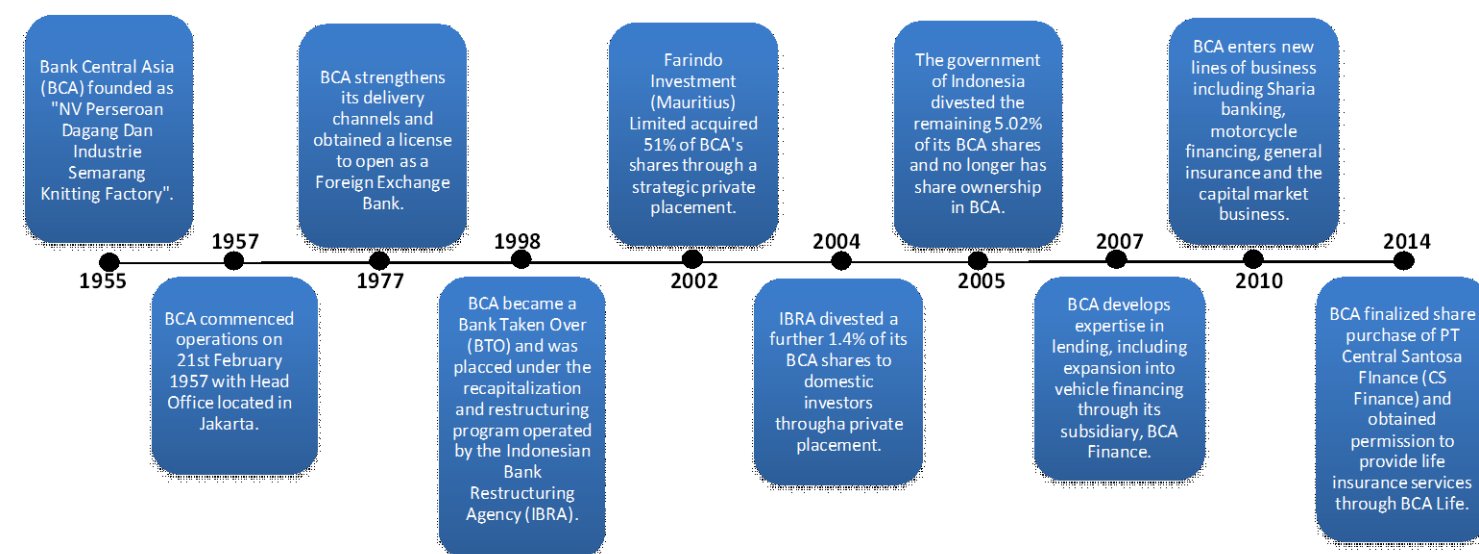 Bank Central Asia
(BCA) founded as
"NV Perseroan
Dagang Dan
Industrie
Semarang
Knitting Factory".
1955
1957
BCA commenced
operations on
21st February
1957 with Head
Office located in
Jakarta.
BCA strengthens
its delivery
channels and
obtained a license
to open as a
Foreign Exchange
Bank.
1977
1998
BCA became a
Bank Taken Over
(BTO) and was
placced under the
recapitalization
and restructuring
program operated
by the Indonesian
Bank
Restructuring
Agency (IBRA).
Farindo
Investment
(Mauritius)
Limited acquired
51% of BCA's
shares through a
strategic private
placement.
2002
2004
IBRA divested a
further 1.4% of its
BCA shares to
domestic
investors
througha private
placement.
The government
of Indonesia
divested the
remaining 5.02%
of its BCA shares
and no longer has
share ownership
in BCA.
2005
2007
BCA develops
expertise in
lending, including
expansion into
vehicle financing
through its
subsidiary, BCA
Finance.
BCA enters new
lines of business
including Sharia
banking,
motorcycle
financing, general
insurance and the
capital market
business.
2010
2014
BCA finalized share
purchase of PT
Central Santosa
FInance (CS
Finance) and
obtained
permission to
provide life
insurance services
through BCA Life.